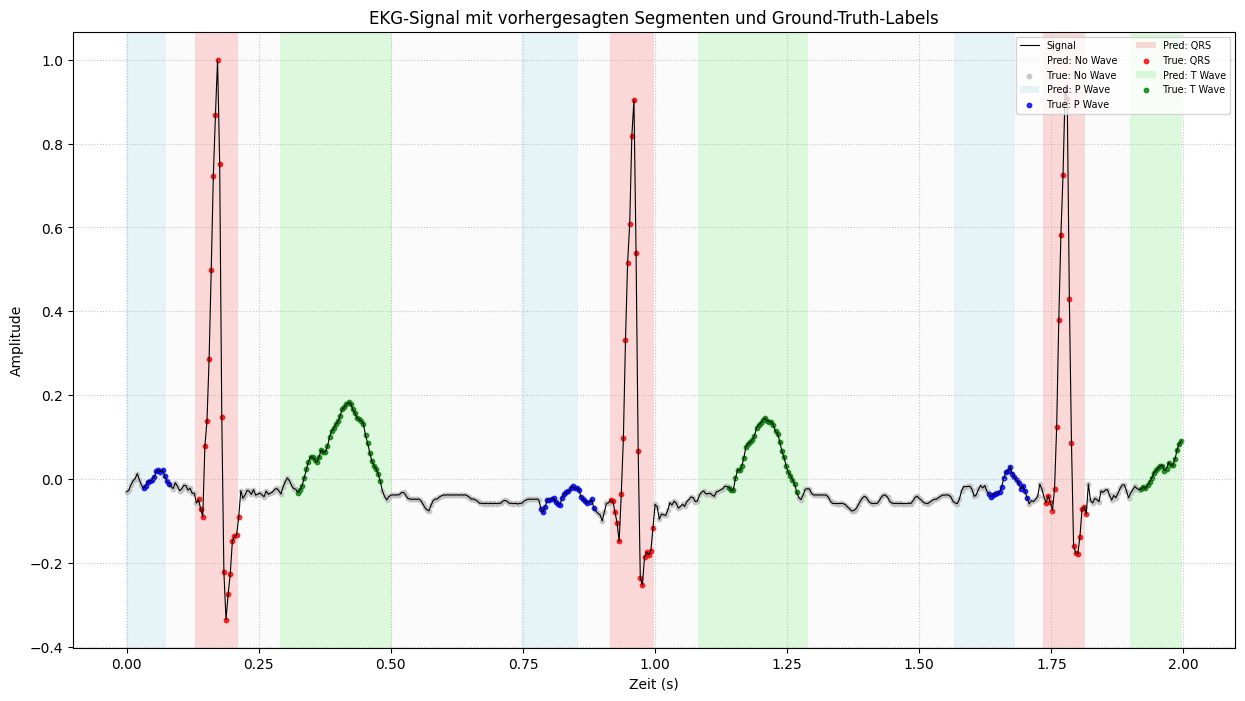 EKG-Signal mit vorhergesagten Segmenten und Ground-Truth-Labels
Signal
Pred: No Wave
True: No Wave
Pred: P Wave
True: P Wave
Pred: QRS
True: QRS
Pred: T Wave
True: T Wave
Amplitude
1.0
0.8
0.6
0.4
0.2
0.0
−0.2
−0.4
0.00 0.25 0.50 0.75 1.00 1.25 1.50 1.75 2.00
Zeit (s)